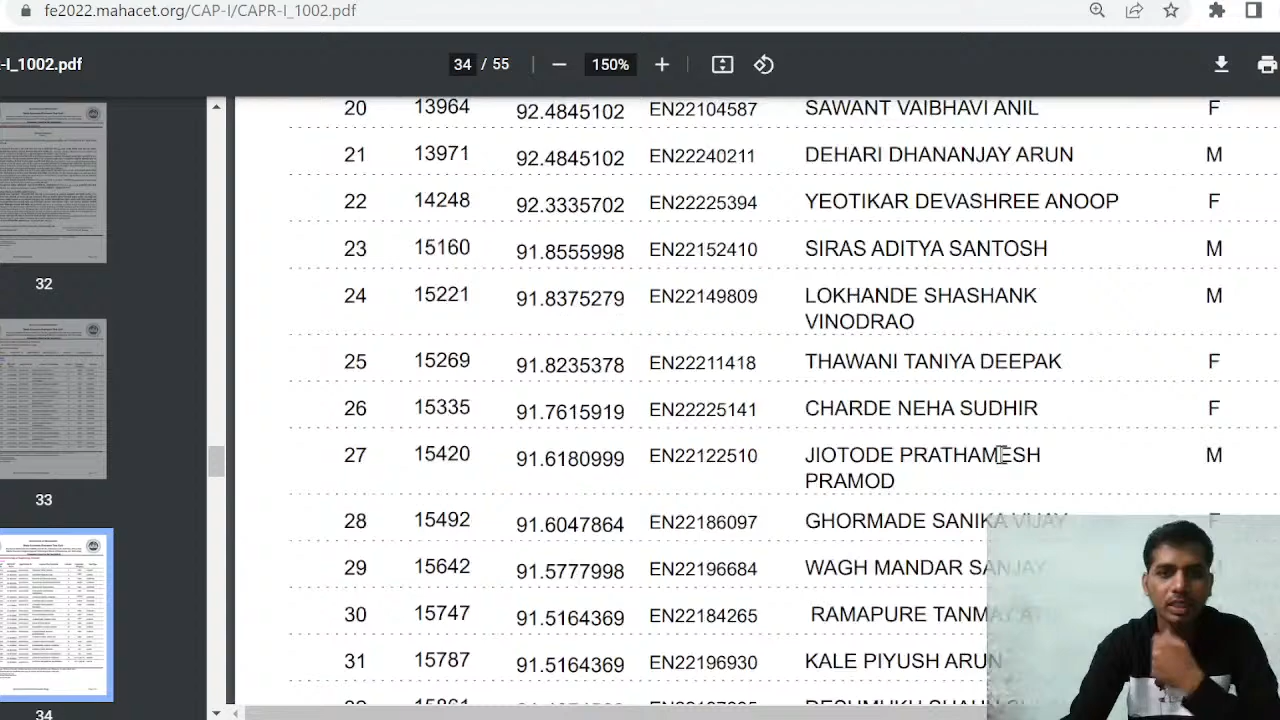 fe2022.mahacet.org/CAP-I/CAPR-I_1002.pdf
-I_1002.pdf 34 / 55 150%
20 13964 92.4845102 EN22104587 SAWANT VAIBHAVI ANIL F
21 13971 92.4845102 EN22240211 DEHARI DHANANJAY ARUN M
22 14248 92.3335702 EN22225394 YEOTIKAR DEVASHREE ANOOP F
23 15160 91.8555998 EN22152410 SIRAS ADITYA SANTOSH M
24 15221 91.8375279 EN22149809 LOKHANDE SHASHANK M
VINODRAO
25 15269 91.8235378 EN22211418 THAWANI TANIYA DEEPAK F
26 15335 91.7615919 EN22225141 CHARDE NEHA SUDHIR F
27 15420 91.6180999 EN22122510 JIOTODE PRATHAMESH M
PRAMOD
28 15492 91.6047864 EN22186097 GHORMADE SANIKA VIJAY
29 15642 91.5777998 EN22196684 WAGH MANDAR SANJAY
30 15747 91.5164369 EN22184265 RAMAPURE
31 15787 91.5164369 EN22196930 KALE PIYUSH ARUN
32
33
34